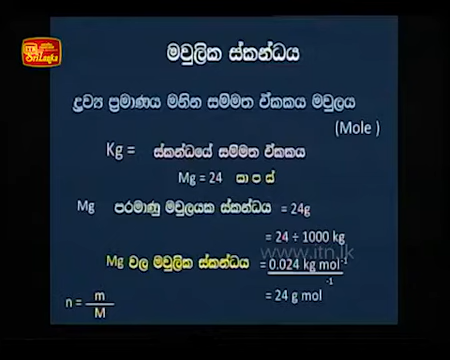 මවුලික ස්කන්ධය
ද්‍රව්‍ය ප්‍රමාණය මනින සම්මත ඒකකය මවුලය
(Mole )
Kg = ස්කන්ධයේ සම්මත ඒකකය
Mg = 24 සා ප ස්
Mg පරමාණු මවුලයක ස්කන්ධය = 24g
= 24 ÷ 1000 kg
www.itn.lk
Mg වල මවුලික ස්කන්ධය = 0.024 kg mol -1
-1
= 24 g mol
n = m
M